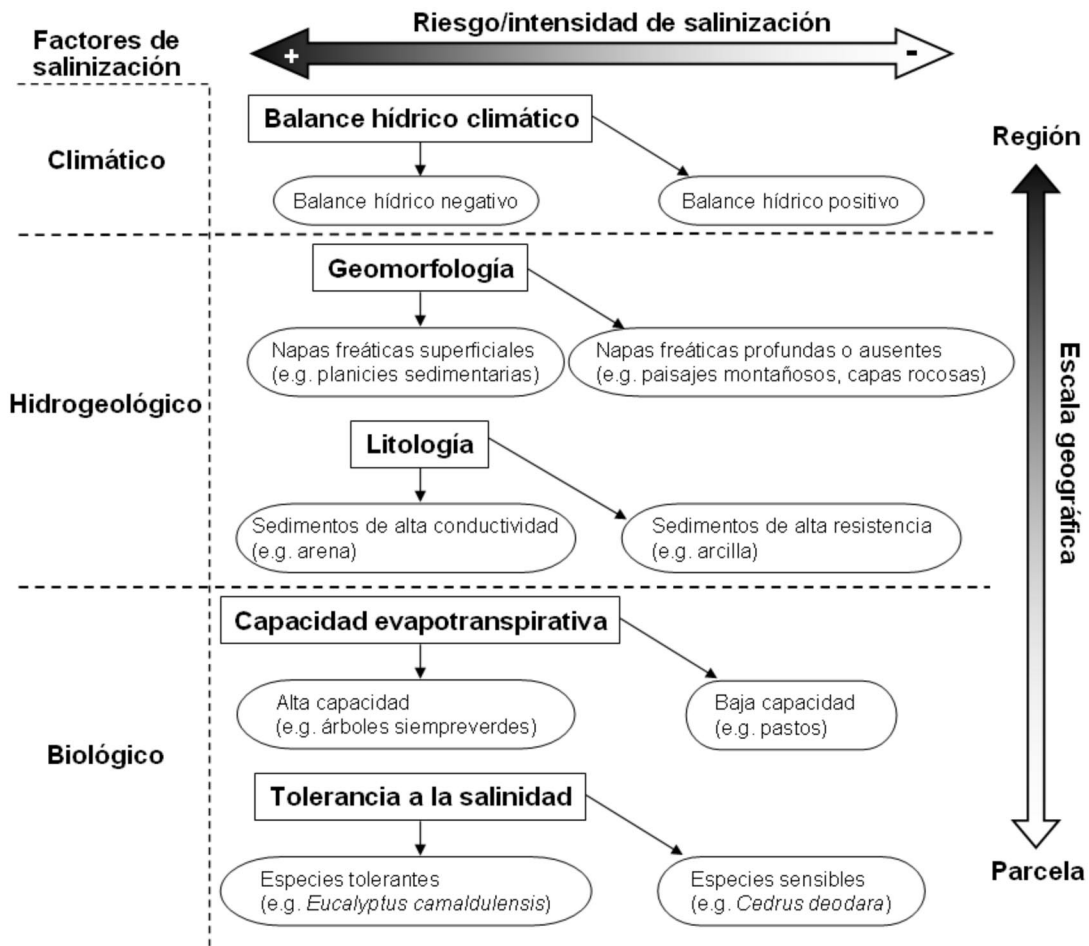 Factores de
salinización
Riesgo/intensidad de salinización
+
-
Climático
Balance hídrico climático
Balance hídrico negativo
Balance hídrico positivo
Región
Hidrogeológico
Geomorfología
Napas freáticas superficiales
(e.g. planicies sedimentarias)
Napas freáticas profundas o ausentes
(e.g. paisajes montañosos, capas rocosas)
Litología
Sedimentos de alta conductividad
(e.g. arena)
Sedimentos de alta resistencia
(e.g. arcilla)
Escala geográfica
Biológico
Capacidad evapotranspirativa
Alta capacidad
(e.g. árboles siempreverdes)
Baja capacidad
(e.g. pastos)
Tolerancia a la salinidad
Especies tolerantes
(e.g. Eucalyptus camaldulensis)
Especies sensibles
(e.g. Cedrus deodara)
Parcela